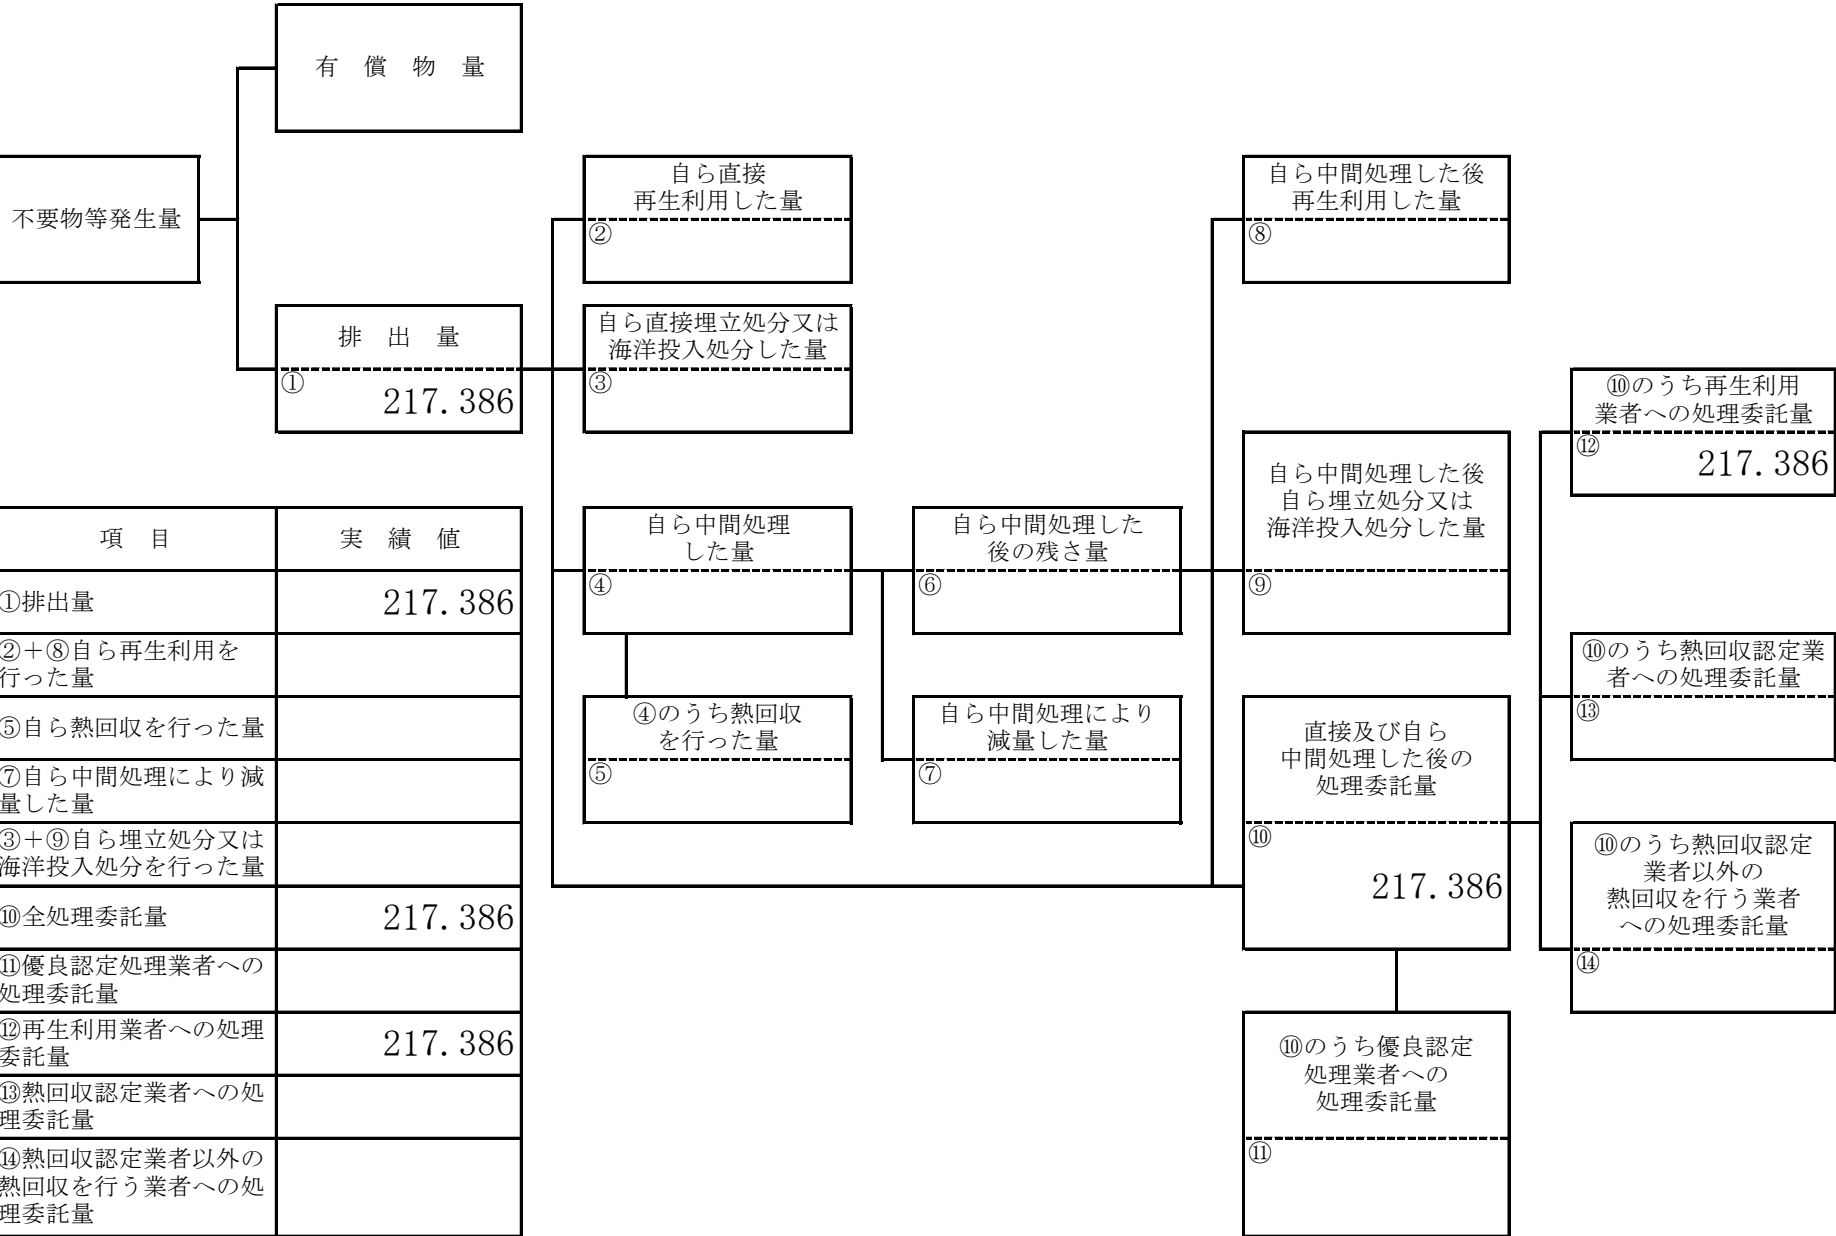 有　償　物　量
不要物等発生量
排　出　量
①
217.386
自ら直接
再生利用した量
②
自ら直接埋立処分又は
海洋投入処分した量
③
自ら中間処理
した量
④
④のうち熱回収
を行った量
⑤
自ら中間処理した
後の残さ量
⑥
自ら中間処理により
減量した量
⑦
自ら中間処理した後
再生利用した量
⑧
自ら中間処理した後
自ら埋立処分又は
海洋投入処分した量
⑨
直接及び自ら
中間処理した後の
処理委託量
⑩
217.386
⑩のうち優良認定
処理業者への
処理委託量
⑪
⑩のうち再生利用
業者への処理委託量
⑫
217.386
⑩のうち熱回収認定業
者への処理委託量
⑬
⑩のうち熱回収認定
業者以外の
熱回収を行う業者
への処理委託量
⑭
項　目　実　績　値
①排出量　217.386
②＋⑧自ら再生利用を
行った量
⑤自ら熱回収を行った量
⑦自ら中間処理により減
量した量
③＋⑨自ら埋立処分又は
海洋投入処分を行った量
⑩全処理委託量　217.386
⑪優良認定処理業者への
処理委託量
⑫再生利用業者への処理
委託量　217.386
⑬熱回収認定業者への処
理委託量
⑭熱回収認定業者以外の
熱回収を行う業者への処
理委託量